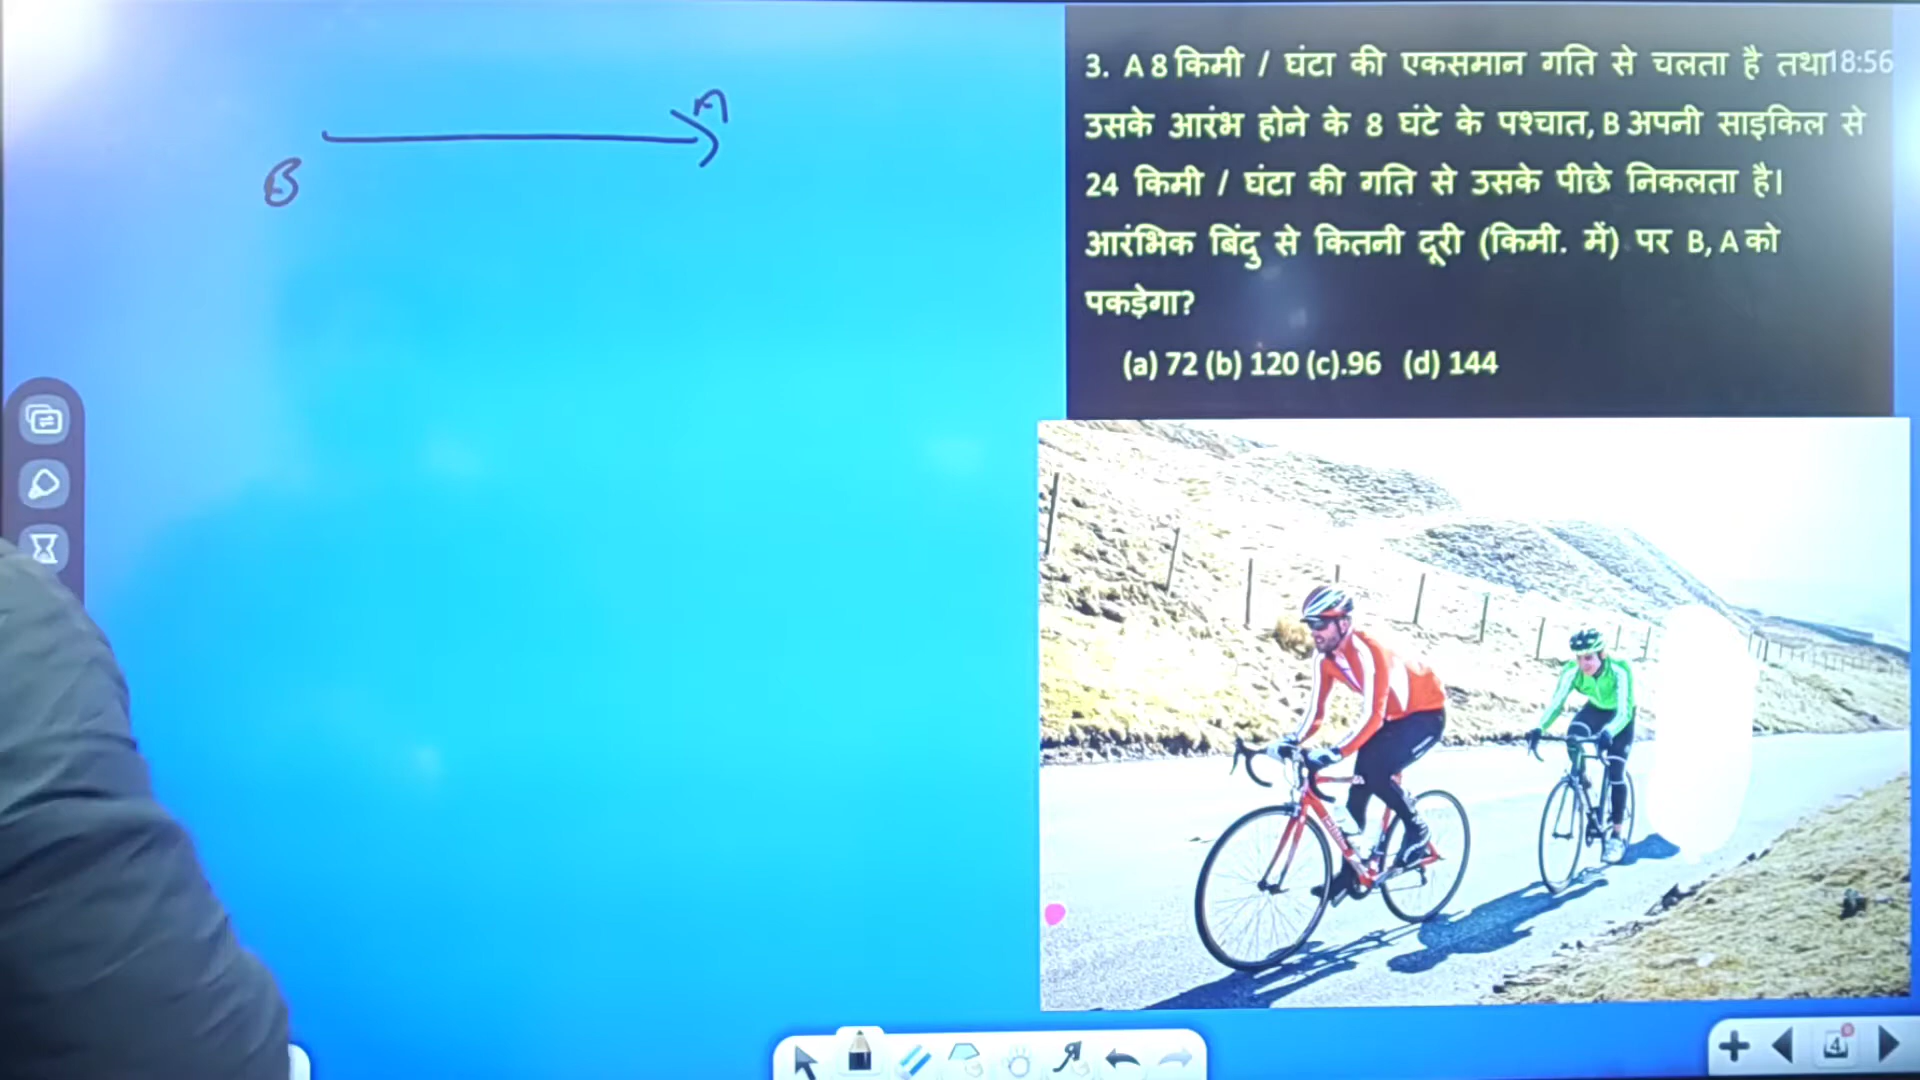 3. A 8 किमी / घंटा की एकसमान गति से चलता है तथा
18:56
उसके आरंभ होने के 8 घंटे के पश्चात, B अपनी साइकिल से
24 किमी / घंटा की गति से उसके पीछे निकलता है।
आरंभिक बिंदु से कितनी दूरी (किमी. में) पर B, A को
पकड़ेगा?
(a) 72 (b) 120 (c).96 (d) 144
A
B
4